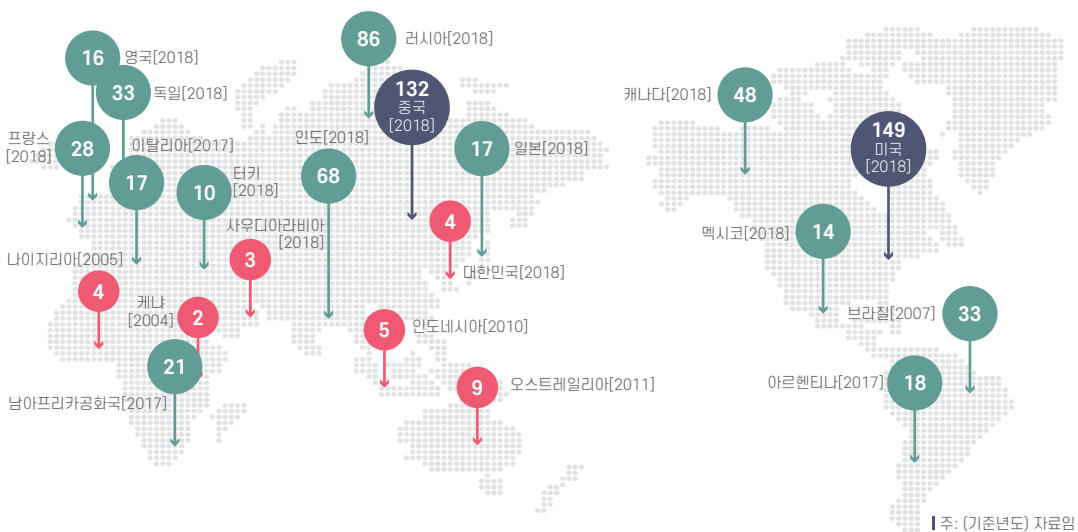 16
영국[2018]
33
독일[2018]
프랑스
[2018]
28
이탈리아[2017]
17
터키
[2018]
10
86
러시아[2018]
132
중국
[2018]
인도[2018]
68
17
일본[2018]
4
대한민국[2018]
사우디아라비아
[2018]
3
나이지리아[2005]
4
케냐
[2004]
2
21
남아프리카공화국[2017]
5
인도네시아[2010]
9
오스트레일리아[2011]
캐나다[2018]
48
149
미국
[2018]
멕시코[2018]
14
브라질[2007]
33
아르헨티나[2017]
18
주: (기준년도) 자료임